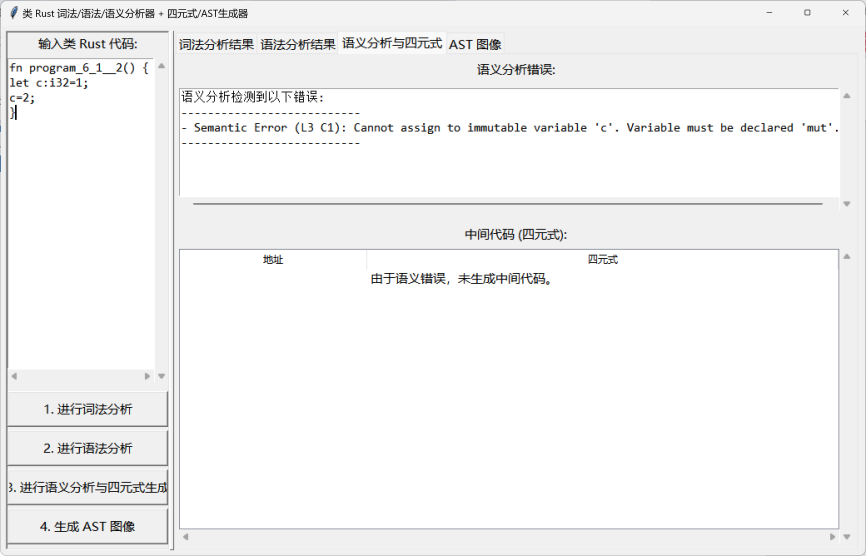 类 Rust 词法/语法/语义分析器 + 四元式/AST生成器
输入类 Rust 代码:
fn program_6_1__2() {
let c:i32=1;
c=2;
}
1. 进行词法分析
2. 进行语法分析
3. 进行语义分析与四元式生成
4. 生成 AST 图像
词法分析结果 语法分析结果 语义分析与四元式 AST 图像
语义分析错误:
语义分析检测到以下错误:
---------------------------
- Semantic Error (L3 C1): Cannot assign to immutable variable 'c'. Variable must be declared 'mut'.
---------------------------
中间代码 (四元式):
地址 四元式
由于语义错误，未生成中间代码。